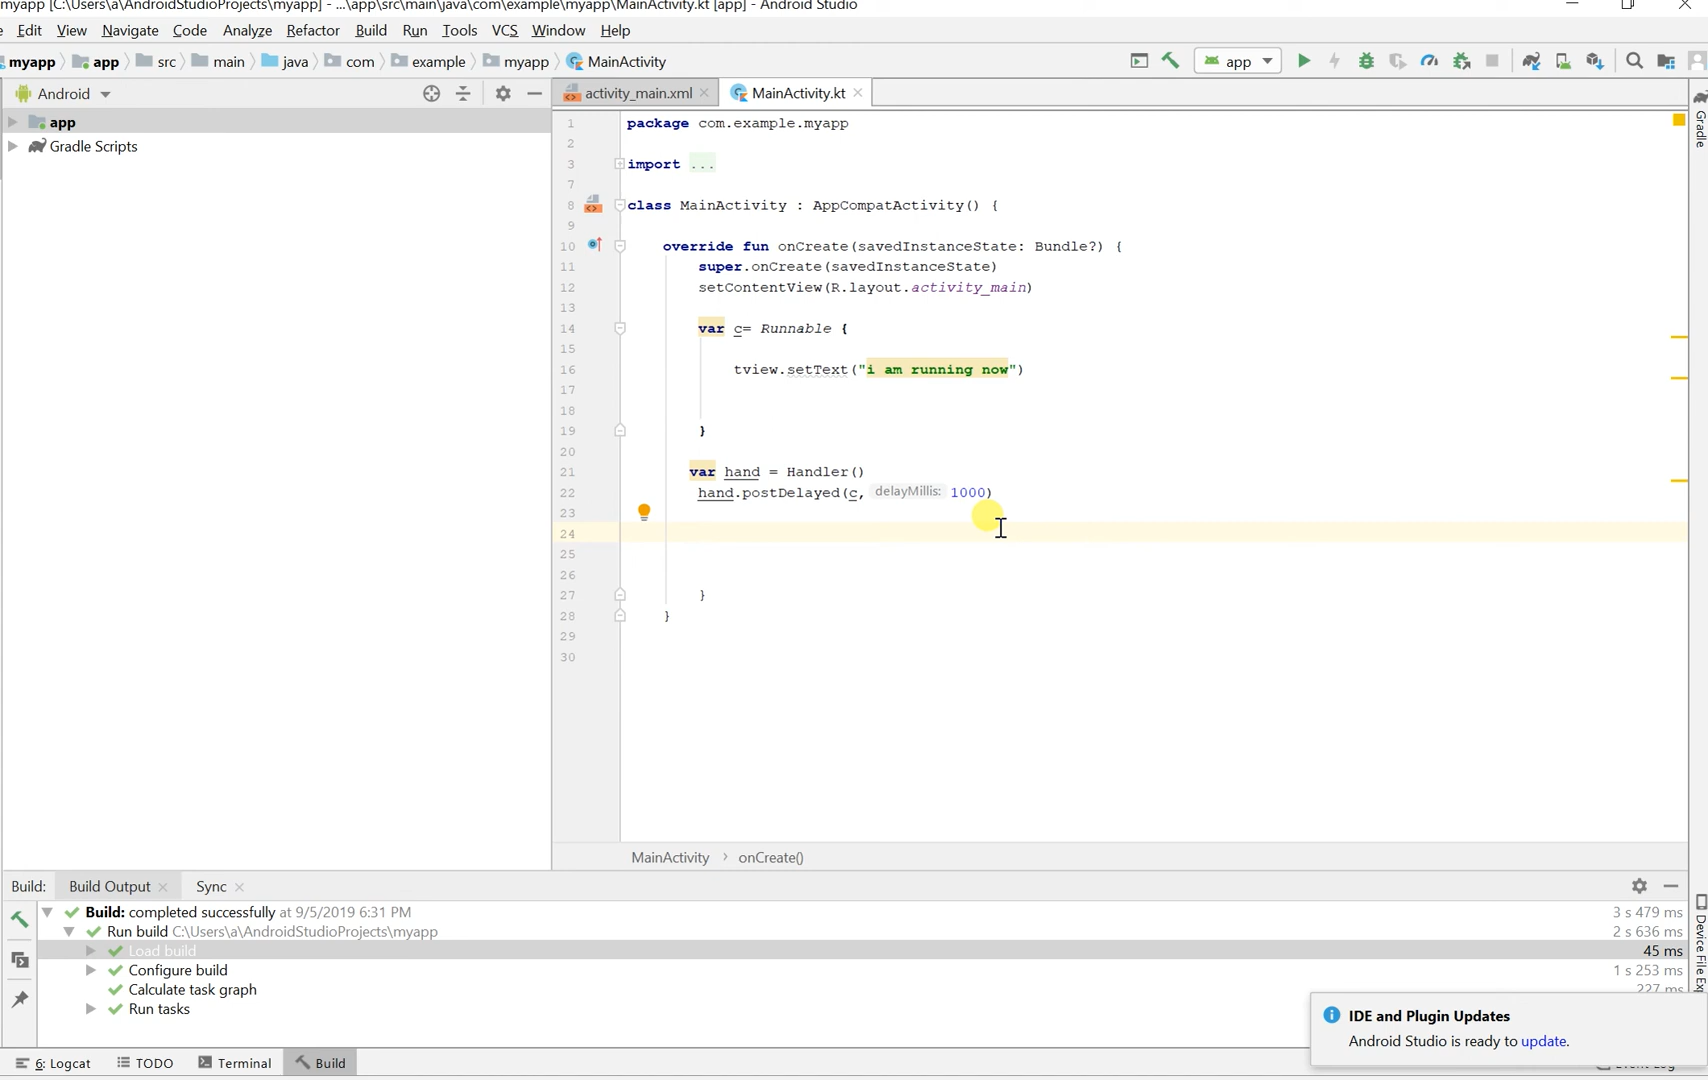 myapp [C:\Users\a\AndroidStudioProjects\myapp] - ...\app\src\main\java\com\example\myapp\MainActivity.kt [app] - Android Studio
Edit View Navigate Code Analyze Refactor Build Run Tools VCS Window Help
myapp app src main java com example myapp MainActivity app
Android activity_main.xml MainActivity.kt
app
Gradle Scripts
Gradle
1 package com.example.myapp
2
3 import ...
7
8 class MainActivity : AppCompatActivity() {
9
10 override fun onCreate(savedInstanceState: Bundle?) {
11 super.onCreate(savedInstanceState)
12 setContentView(R.layout.activity_main)
13
14 var c= Runnable {
15
16 tview.setText("i am running now")
17
18
19 }
20
21 var hand = Handler()
22 hand.postDelayed(c, delayMillis: 1000)
23
24
25
26
27 }
28 }
29
30
MainActivity > onCreate()
Build: Build Output Sync
Build: completed successfully at 9/5/2019 6:31 PM 3 s 479 ms
Run build C:\Users\a\AndroidStudioProjects\myapp 2 s 636 ms
Load build 45 ms
Configure build 1 s 253 ms
Calculate task graph 227 ms
Run tasks
Device File Exp
IDE and Plugin Updates
Android Studio is ready to update.
6: Logcat TODO Terminal Build